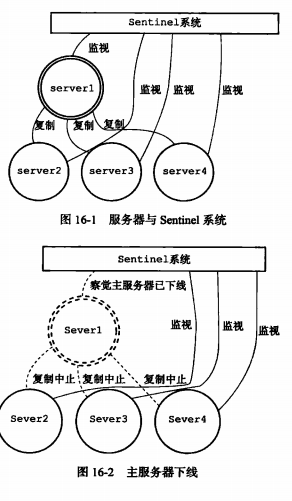 Sentinel系统
监视
server1
监视
监视
监视
复制
复制
复制
server2
server3
server4
图 16-1 服务器与 Sentinel 系统
Sentinel系统
察觉主服务器已下线
Sever1
监视
监视
监视
复制中止
复制中止
复制中止
Sever2
Sever3
Sever4
图 16-2 主服务器下线